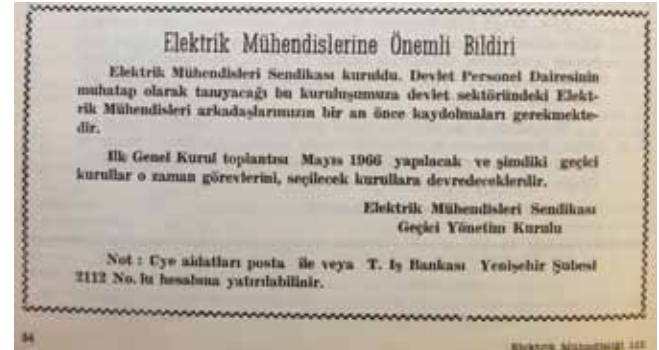 Elektrik Mühendislerine Önemli Bildiri
Elektrik Mühendisleri Sendikası kuruldu. Devlet Personel Dairesinin
muhatap olarak tanıyacağı bu kuruluşumuza devlet sektöründeki Elekt-
rik Mühendisleri arkadaşlarımızın bir an önce kaydolmaları gerekmekte-
dir.
İlk Genel Kurul toplantısı Mayıs 1966 yapılacak ve şimdiki geçici
kurullar o zaman görevlerini, seçilecek kurullara devredeceklerdir.
Elektrik Mühendisleri Sendikası
Geçici Yönetim Kurulu
Not : Üye aidatları posta ile veya T. İş Bankası Yenişehir Şubesi
2112 No. lu hesabına yatırılabilir.
Elektrik Mühendisliği